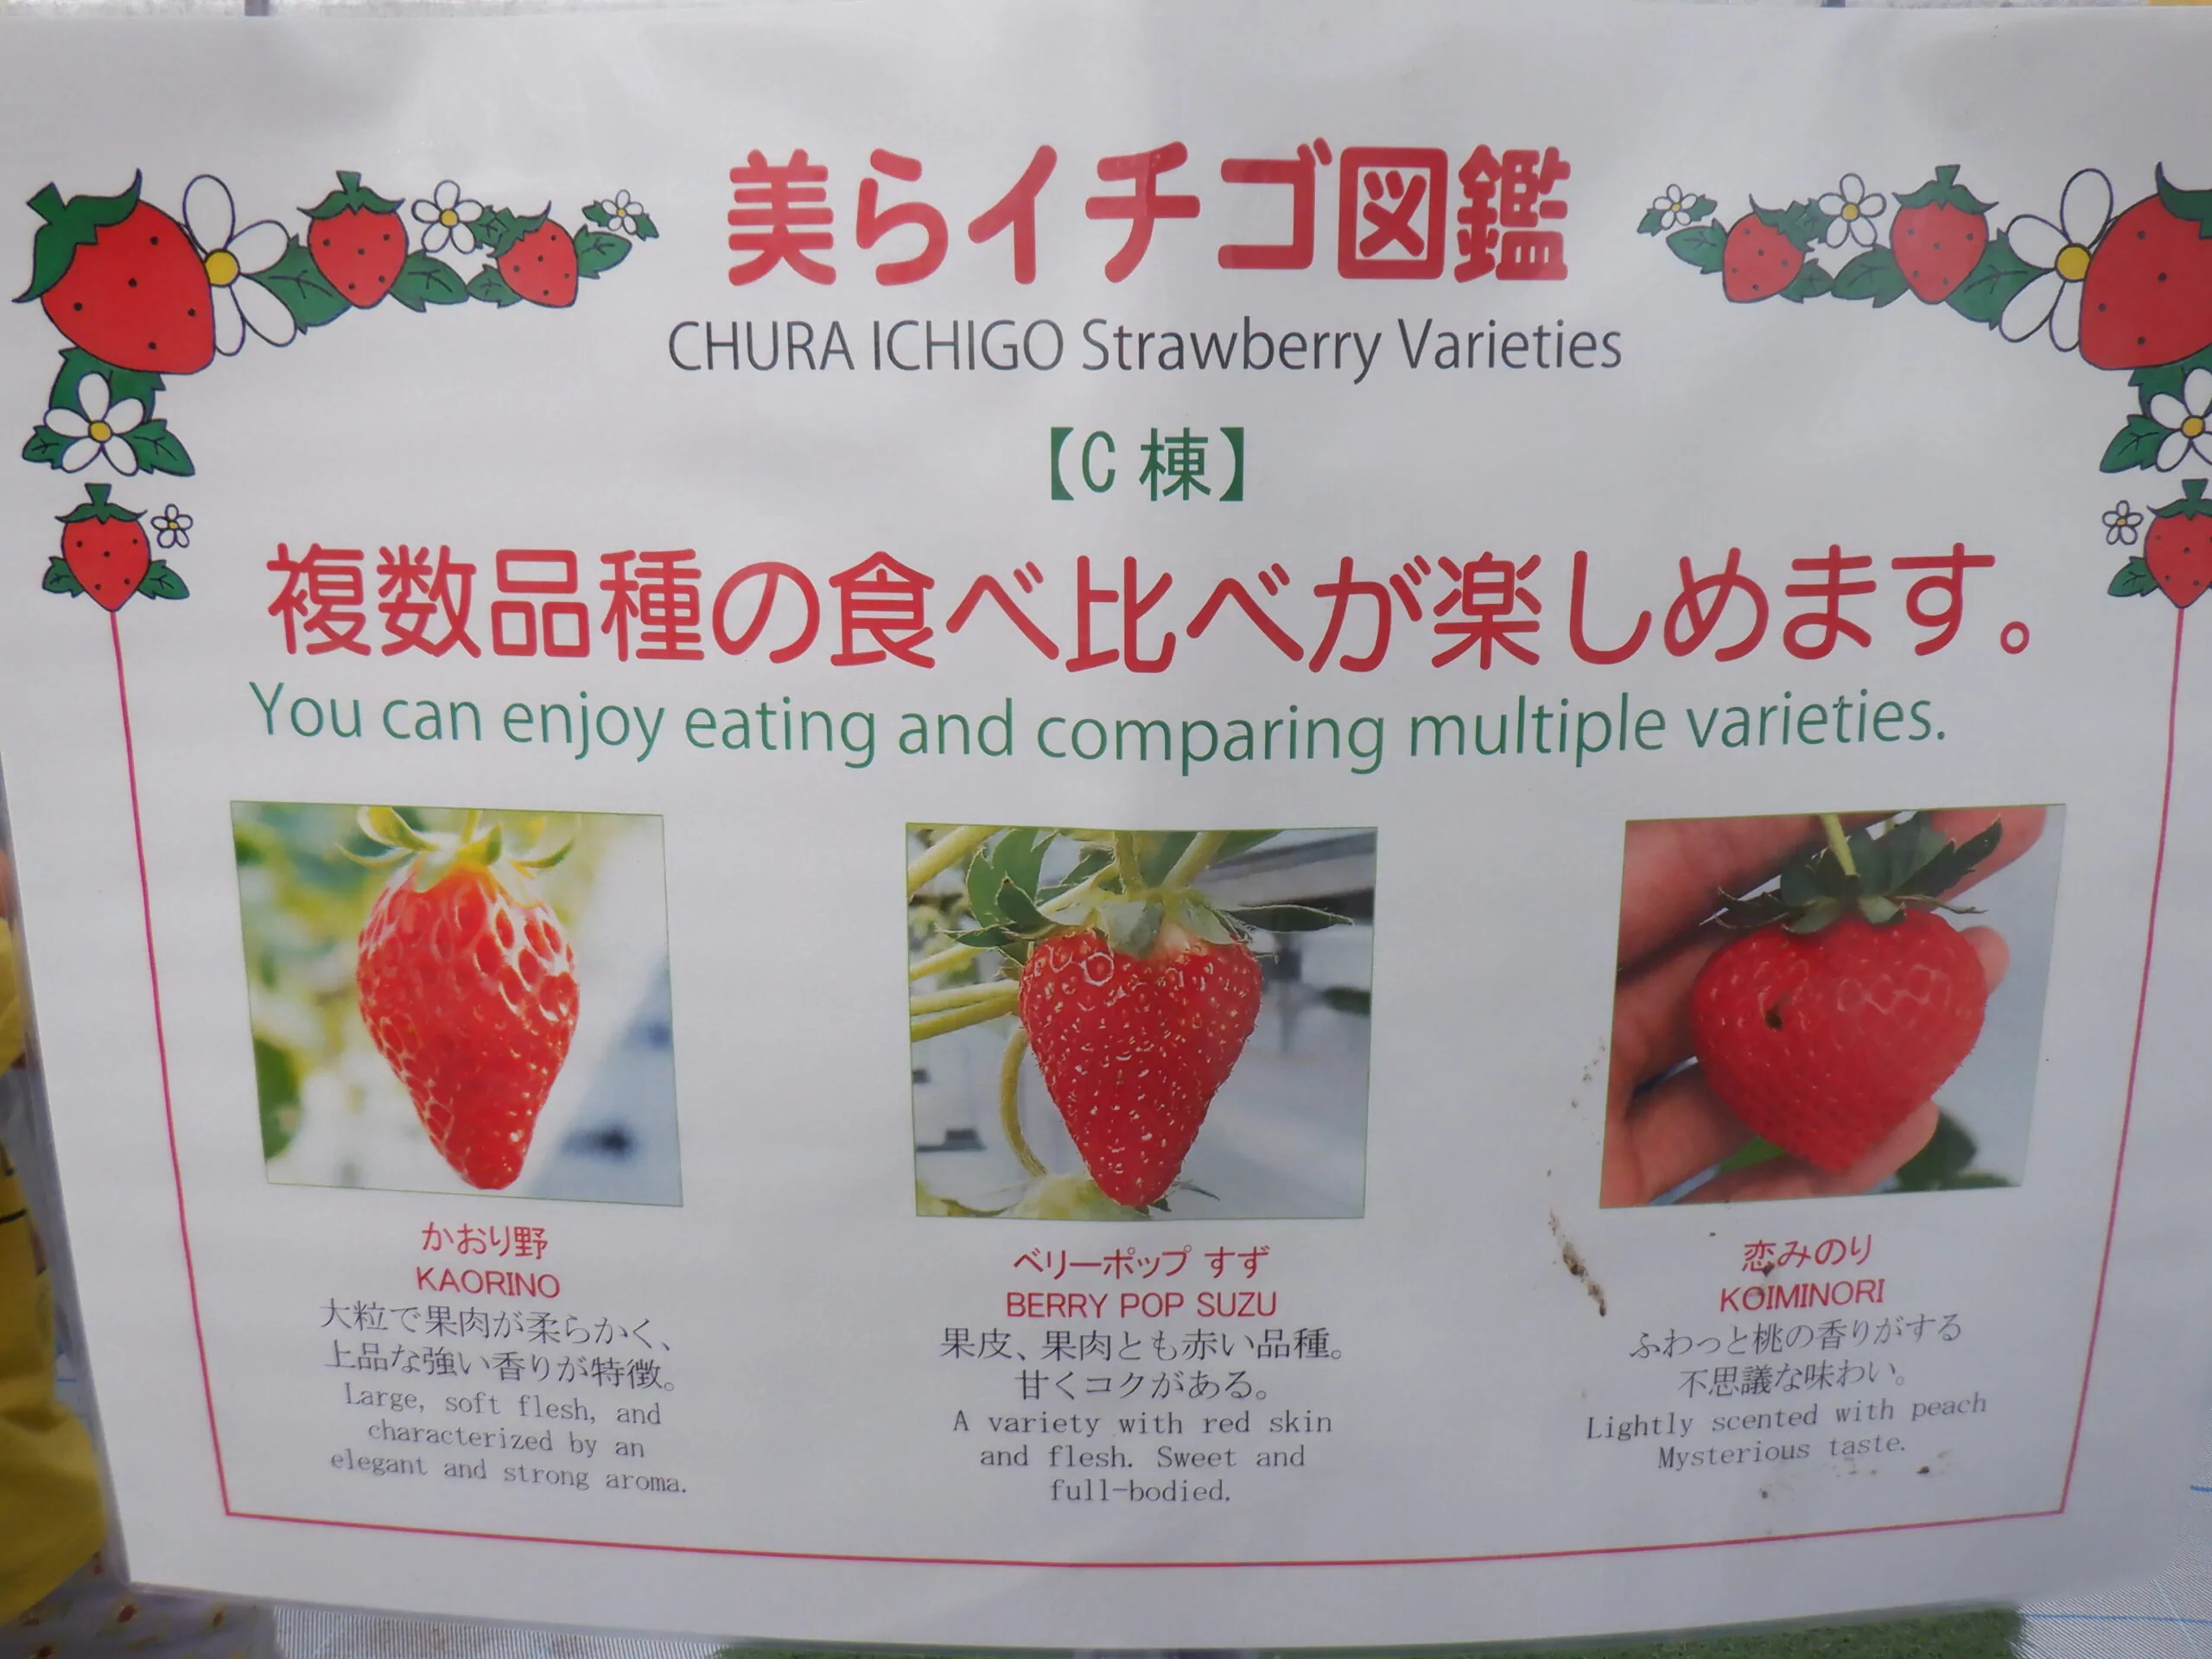 美らイチゴ図鑑
CHURA ICHIGO Strawberry Varieties
【C 棟】
複数品種の食べ比べが楽しめます。
You can enjoy eating and comparing multiple varieties.
かおり野
KAORINO
大粒で果肉が柔らかく、
上品な強い香りが特徴。
Large, soft flesh, and
characterized by an
elegant and strong aroma.
ベリーポップ すず
BERRY POP SUZU
果皮、果肉とも赤い品種。
甘くコクがある。
A variety with red skin
and flesh. Sweet and
full-bodied.
恋みのり
KOIMINORI
ふわっと桃の香りがする
不思議な味わい。
Lightly scented with peach
Mysterious taste.